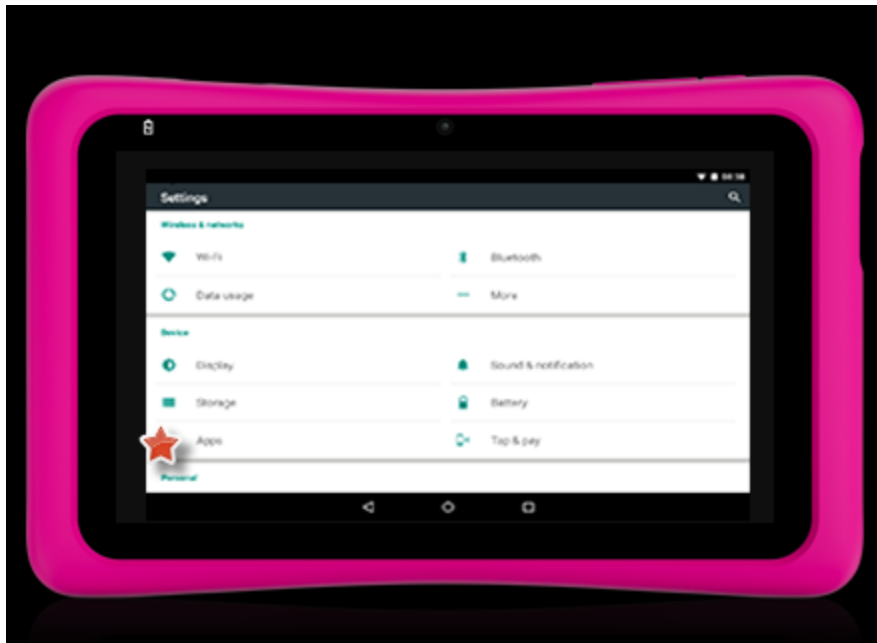 Settings
Wireless & networks
Wi-Fi
Bluetooth
Data usage
More
Device
Display
Sound & notification
Storage
Battery
Apps
Tap & pay
Personal